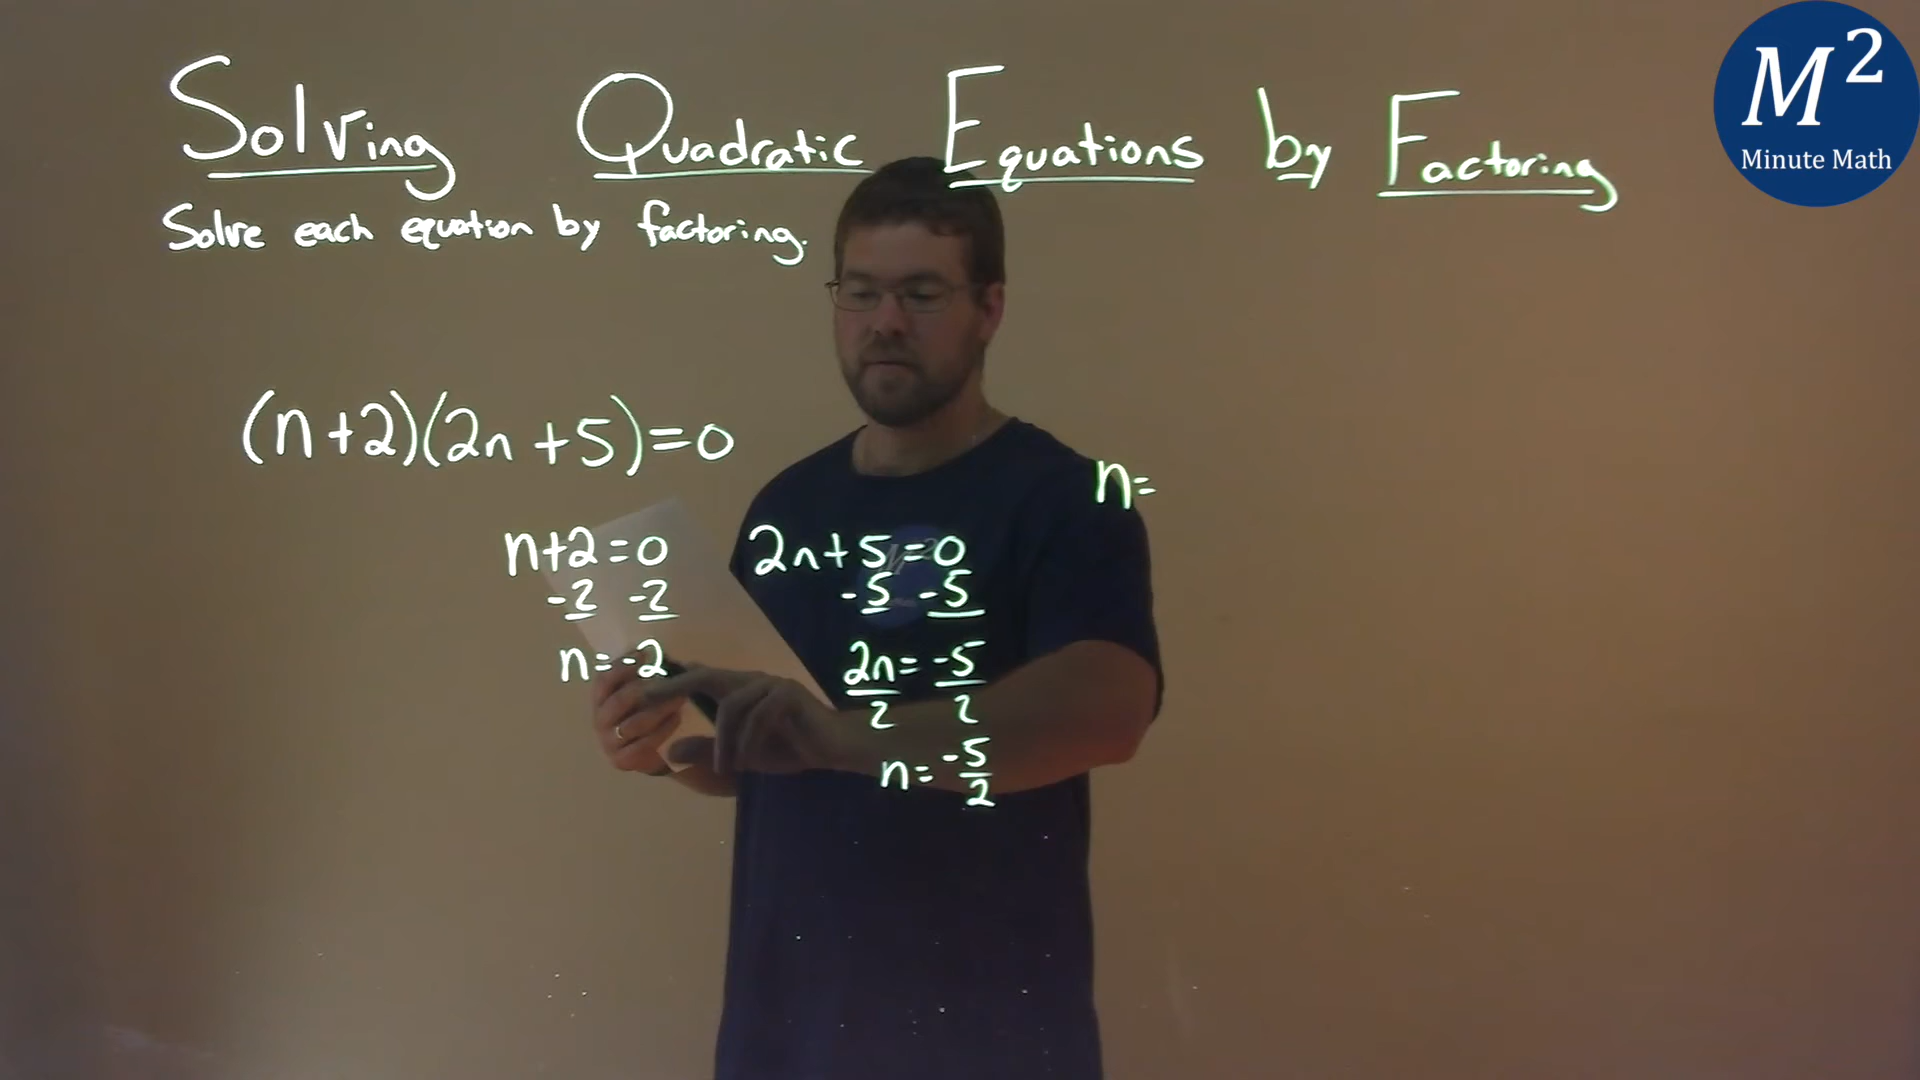 Solving Quadratic Equations by Factoring
Solve each equation by factoring.
M²
Minute Math
(n+2)(2n+5)=0
n=
n+2=0
-2 -2
n=-2
2n+5=0
-5 -5
2n=-5
2 2
n=-5
2